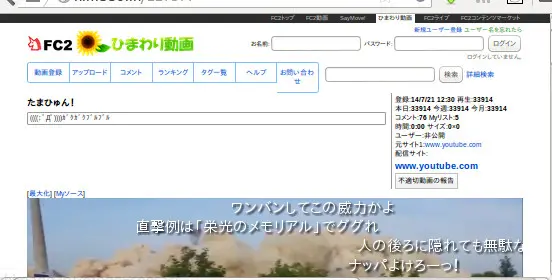 FC2トップ FC2動画 SayMove! ひまわり動画 FC2ライブ FC2コンテンツマーケット
新規ユーザー登録 ユーザー名を忘れたら
FC2 ひまわり動画
お名前: パスワード: ログイン
ログインしていません。
動画登録 アップロード コメント ランキング タグ一覧 ヘルプ お問い合わせ
検索 詳細検索
たまひゅん!
登録:14/7/21 12:30 再生:33914
本日:33914 今週:33914 今月:33914
コメント:76 Myリスト:5
時間:0:00 サイズ:0×0
ユーザー:非公開
元サイト1:www.youtube.com
配信サイト:
www.youtube.com
不適切動画の報告
((((;ﾟДﾟ))))ｶﾞｸｶﾞｸﾌﾞﾙﾌﾞﾙ
[最大化] [Myソース]
ワンバンしてこの威力かよ
直撃例は「栄光のメモリアル」でググれ
人の後ろに隠れても無駄な
ナッパよけろーっ!